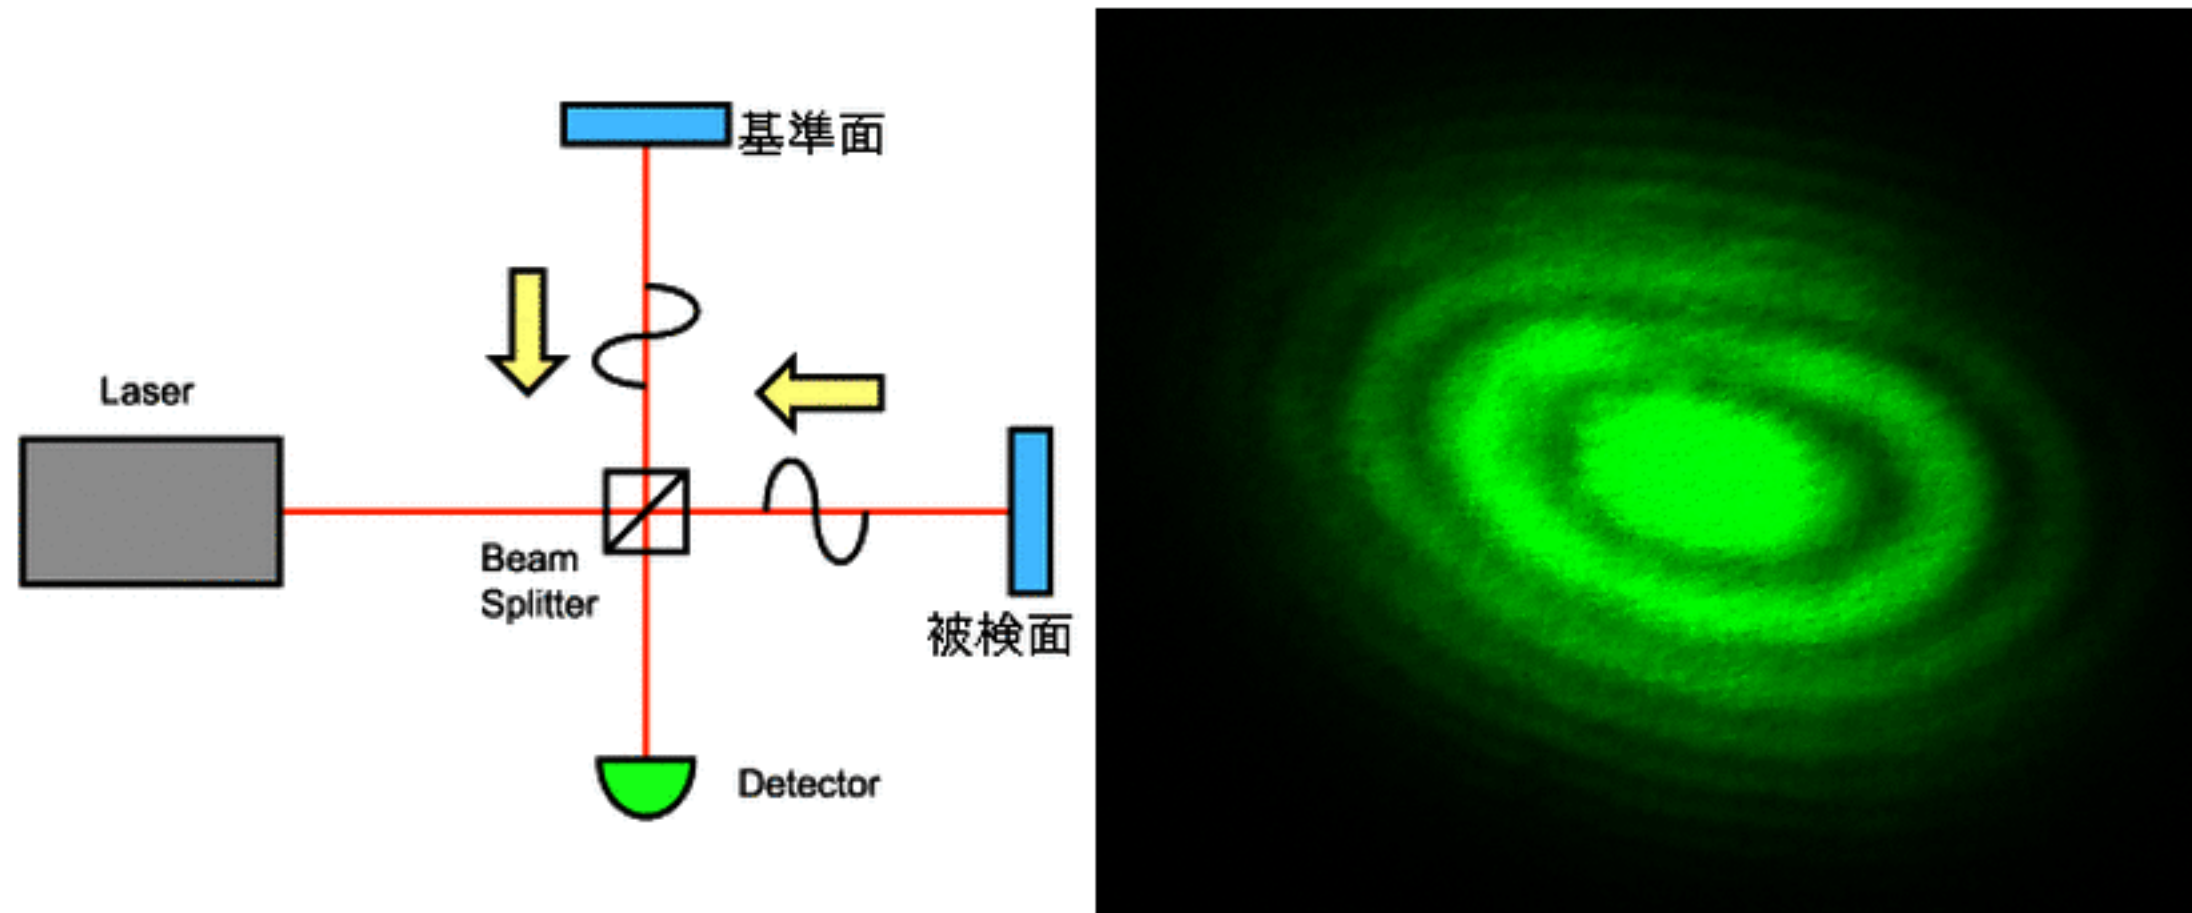 基準面
Laser
Beam
Splitter
被検面
Detector